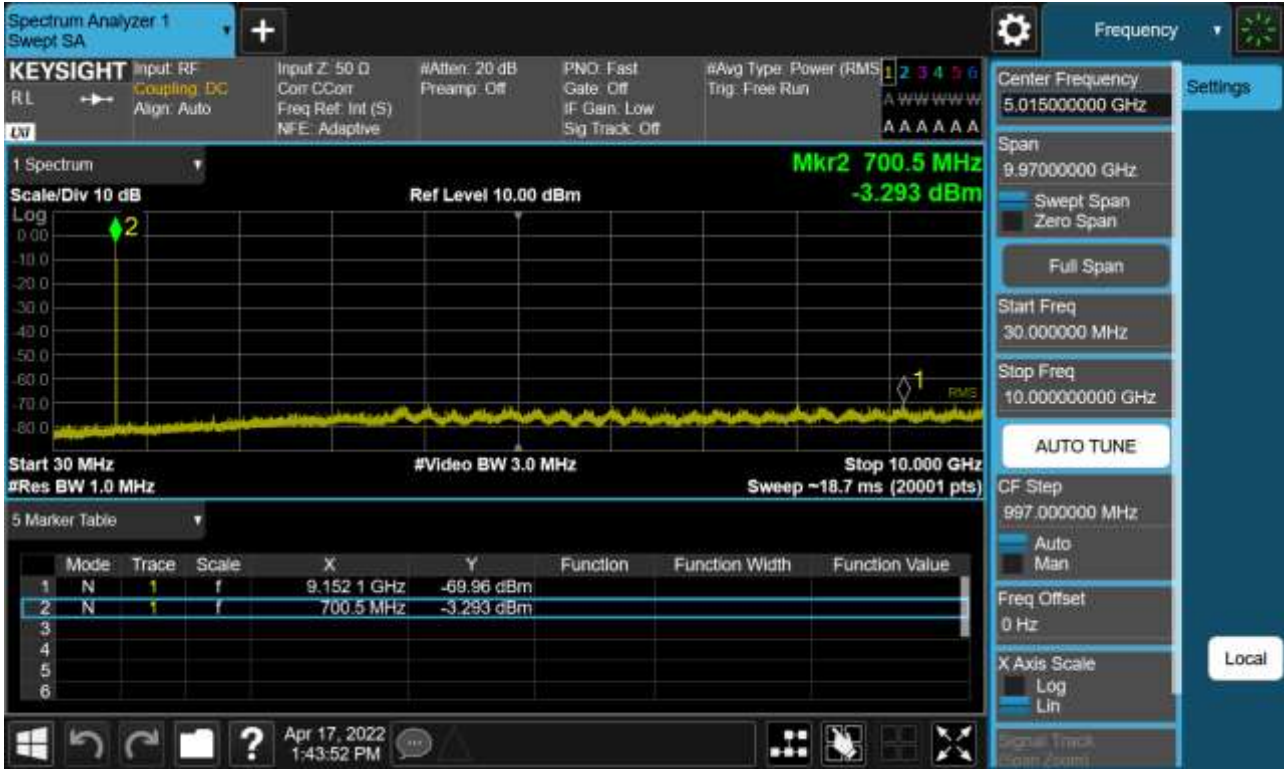 Spectrum Analyzer 1
Swept SA
+
Frequency
KEYSIGHT
RL
LXI
Input: RF
Coupling: DC
Align: Auto
Input Z: 50 Ω
Corr CCorr
Freq Ref: Int (S)
NFE: Adaptive
#Atten: 20 dB
Preamp: Off
PNO: Fast
Gate: Off
IF Gain: Low
Sig Track: Off
#Avg Type: Power (RMS
Trig: Free Run
1 2 3 4 5 6
A W W W W W
A A A A A A
1 Spectrum
Mkr2 700.5 MHz
Scale/Div 10 dB
Ref Level 10.00 dBm
-3.293 dBm
Log
0.00
-10.0
-20.0
-30.0
-40.0
-50.0
-60.0
-70.0
-80.0
2
1
RMS
Start 30 MHz
#Video BW 3.0 MHz
Stop 10.000 GHz
#Res BW 1.0 MHz
Sweep ~18.7 ms (20001 pts)
5 Marker Table
Mode Trace Scale X Y Function Function Width Function Value
1 N 1 f 9.152 1 GHz -69.96 dBm
2 N 1 f 700.5 MHz -3.293 dBm
3
4
5
6
?
Apr 17, 2022
1:43:52 PM
Center Frequency
5.015000000 GHz
Settings
Span
9.97000000 GHz
Swept Span
Zero Span
Full Span
Start Freq
30.000000 MHz
Stop Freq
10.000000000 GHz
AUTO TUNE
CF Step
997.000000 MHz
Auto
Man
Freq Offset
0 Hz
X Axis Scale
Log
Lin
Local
Signal Track
(Span Zoom)